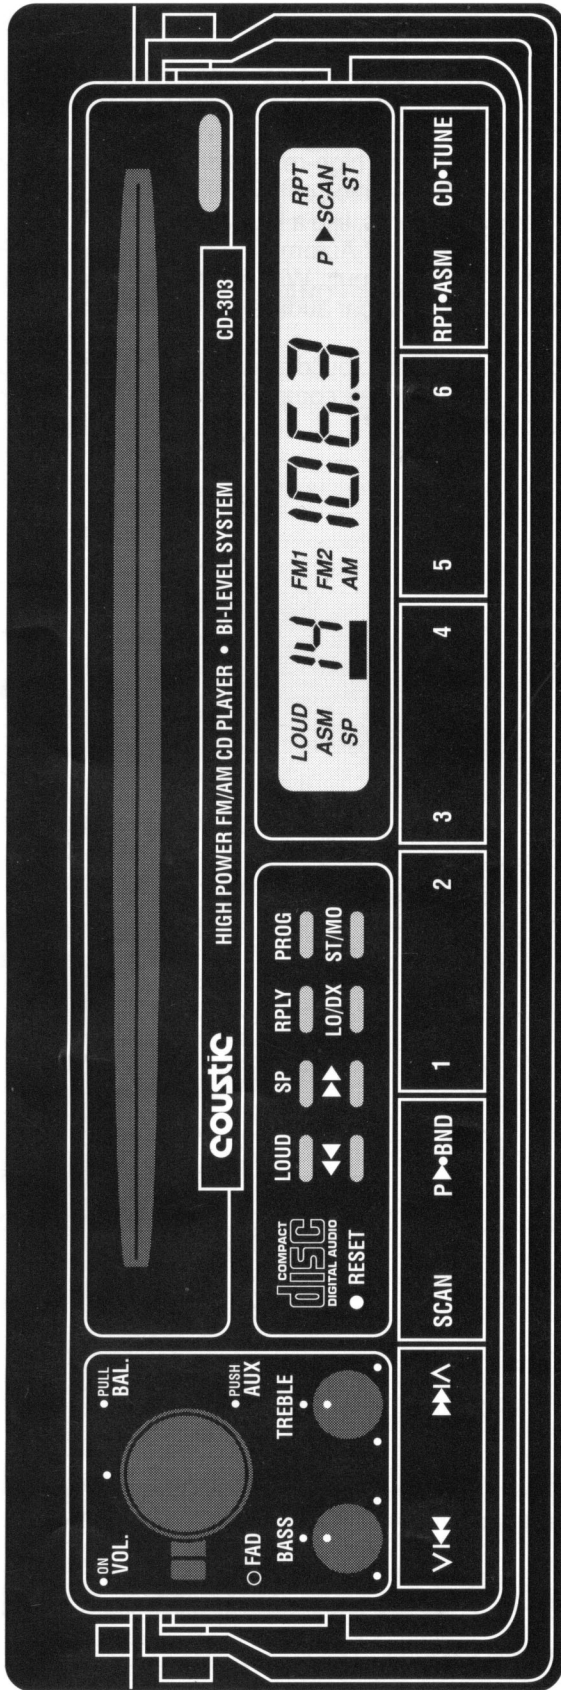 • ON
VOL.
• PULL
BAL.
○ FAD
• PUSH
AUX
BASS
TREBLE
coustic
HIGH POWER FM/AM CD PLAYER • BI-LEVEL SYSTEM
CD-303
COMPACT
disc
DIGITAL AUDIO
• RESET
LOUD SP RPLY PROG
◀◀ ▶▶ LO/DX ST/MO
LOUD
ASM
SP
14
FM1
FM2
AM
106.3
RPT
P ▶SCAN
ST
∨I◀◀ ▶▶I∧
SCAN P▶•BND
1 2
3 4
5 6
RPT•ASM CD•TUNE